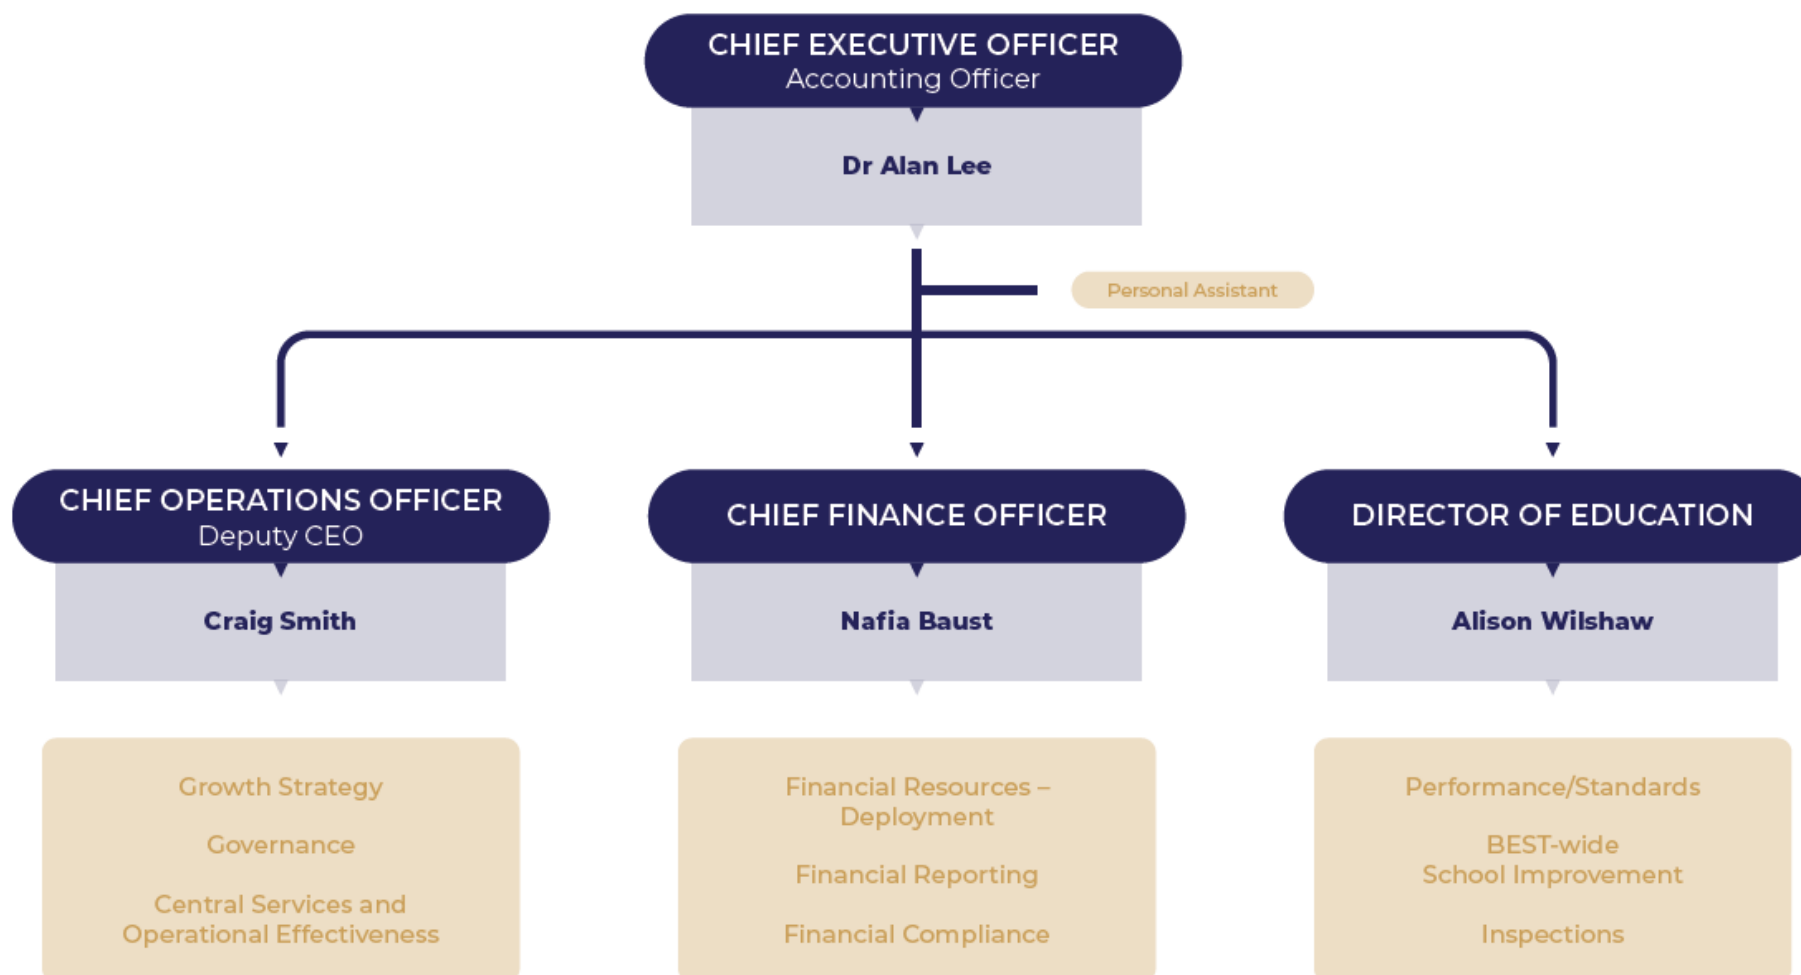 CHIEF EXECUTIVE OFFICER
Accounting Officer
Dr Alan Lee
Personal Assistant
CHIEF OPERATIONS OFFICER
Deputy CEO
Craig Smith
Growth Strategy
Governance
Central Services and
Operational Effectiveness
CHIEF FINANCE OFFICER
Nafia Baust
Financial Resources –
Deployment
Financial Reporting
Financial Compliance
DIRECTOR OF EDUCATION
Alison Wilshaw
Performance/Standards
BEST-wide
School Improvement
Inspections